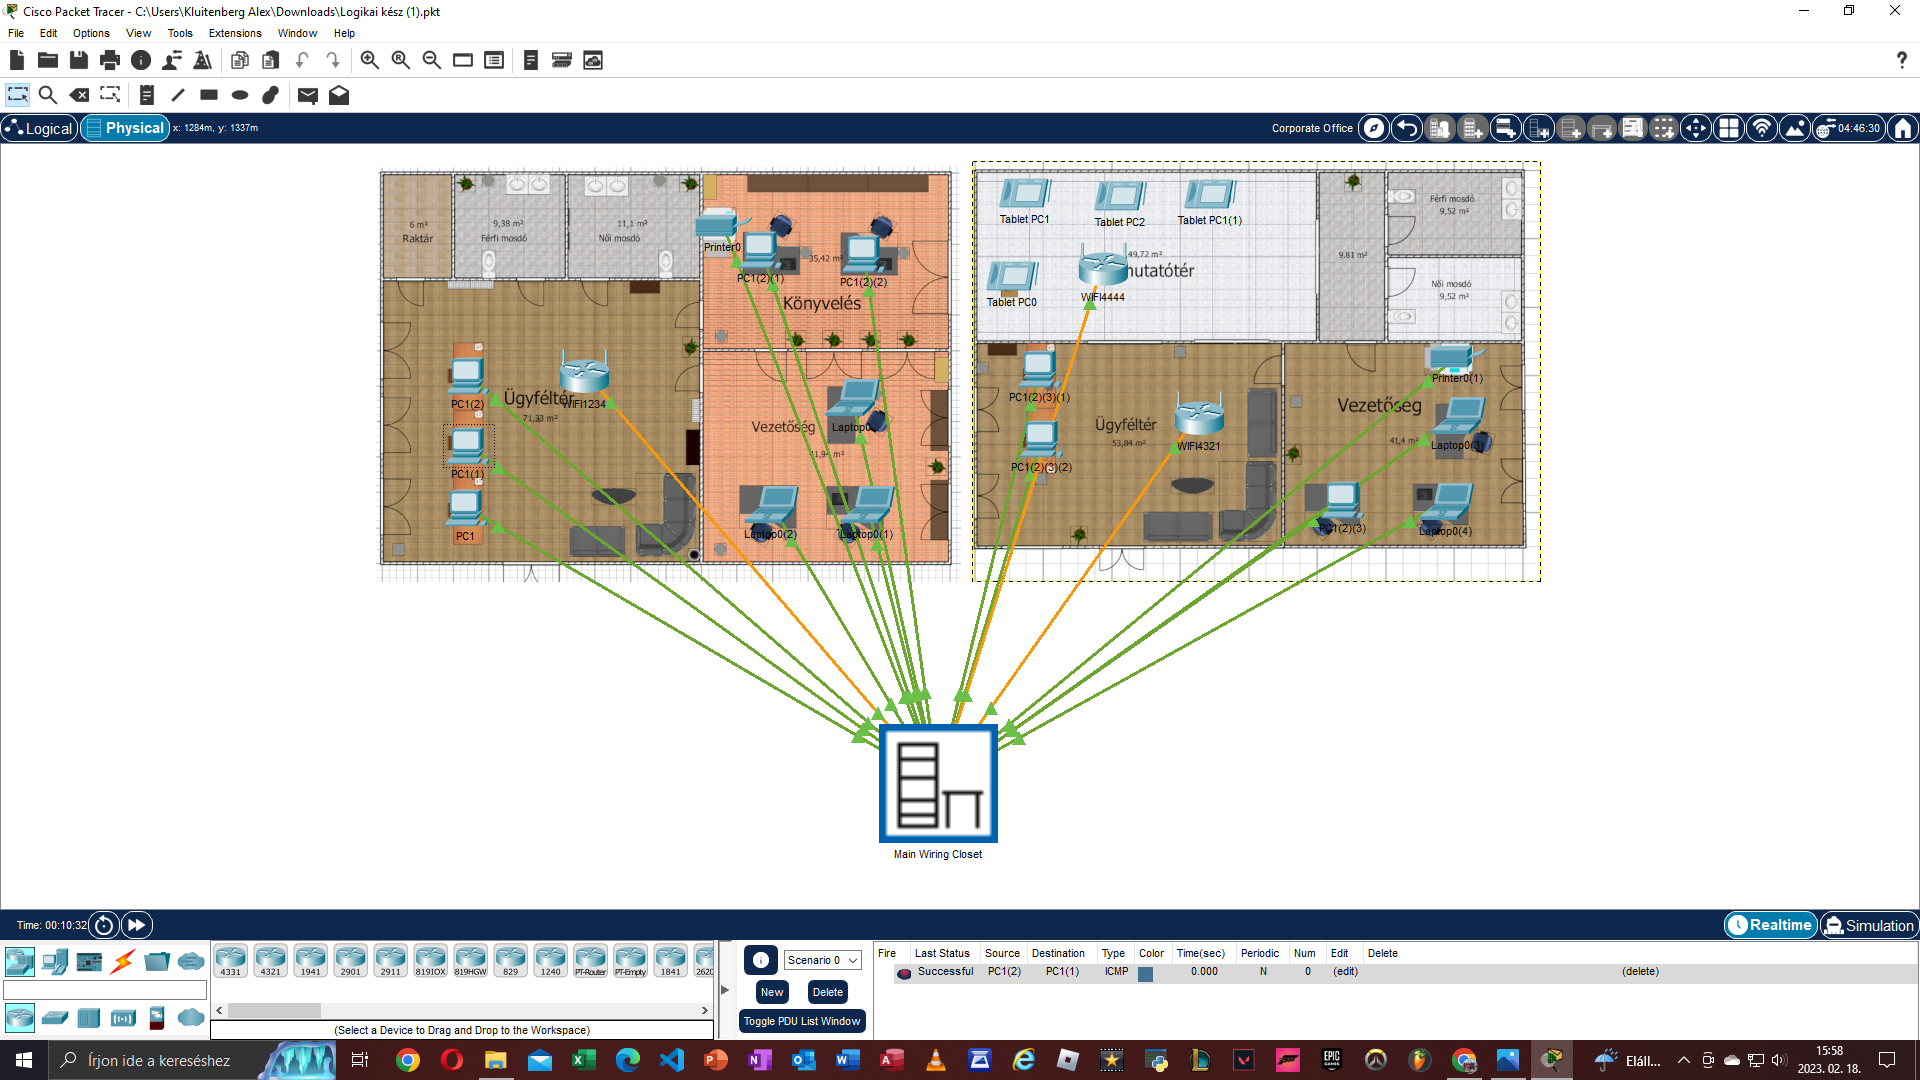 Cisco Packet Tracer - C:\Users\Kluitenberg Alex\Downloads\Logikai kész (1).pkt
File Edit Options View Tools Extensions Window Help
Logical Physical x: 1284m, y: 1337m Corporate Office 04:46:30
6 m²
Raktár
9,38 m²
Férfi mosdó
11,1 m²
Női mosdó
Printer0
PC1(2)(1)
35,42 m²
PC1(2)(2)
Könyvelés
PC1(2)
Ügyféltér
71,33 m²
WIFI1234
PC1(1)
PC1
Vezetőség
Laptop0
Laptop0(2)
Laptop0(1)
Tablet PC1
Tablet PC2
Tablet PC1(1)
49,72 m²
Tablet PC0
WIFI4444
9,81 m²
Férfi mosdó
9,52 m²
Női mosdó
9,52 m²
PC1(2)(3)(1)
PC1(2)(3)(2)
Ügyféltér
53,84 m²
WIFI4321
Printer0(1)
Vezetőség
41,4 m²
Laptop0(3)
PC1(2)(3)
Laptop0(4)
Main Wiring Closet
Time: 00:10:32
Realtime Simulation
4331 4321 1941 2901 2911 819IOX 819HGW 829 1240 PT-Router PT-Empty 1841 2620
(Select a Device to Drag and Drop to the Workspace)
Scenario 0
New Delete
Toggle PDU List Window
Fire Last Status Source Destination Type Color Time(sec) Periodic Num Edit Delete
Successful PC1(2) PC1(1) ICMP 0.000 N 0 (edit) (delete)
Írjon ide a kereséshez
Eláll...
15:58
2023. 02. 18.